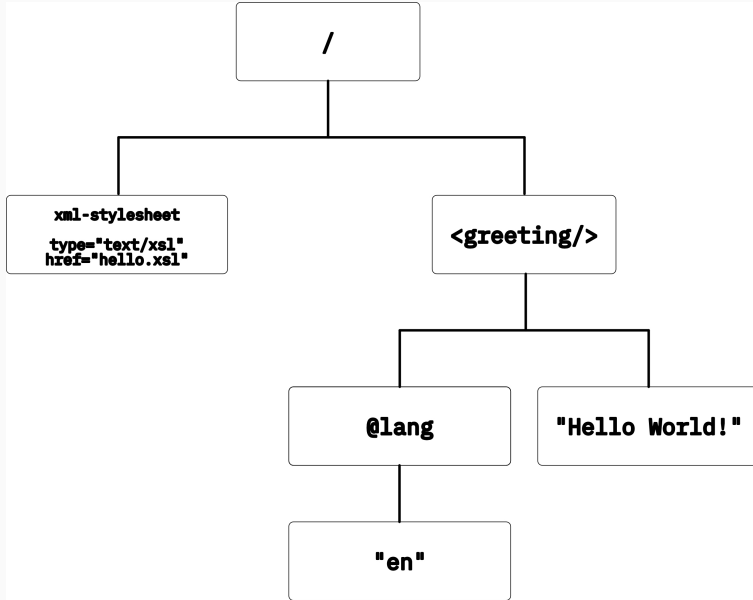 /
xml-stylesheet
type="text/xsl"
href="hello.xsl"
<greeting/>
@lang
"Hello World!"
"en"